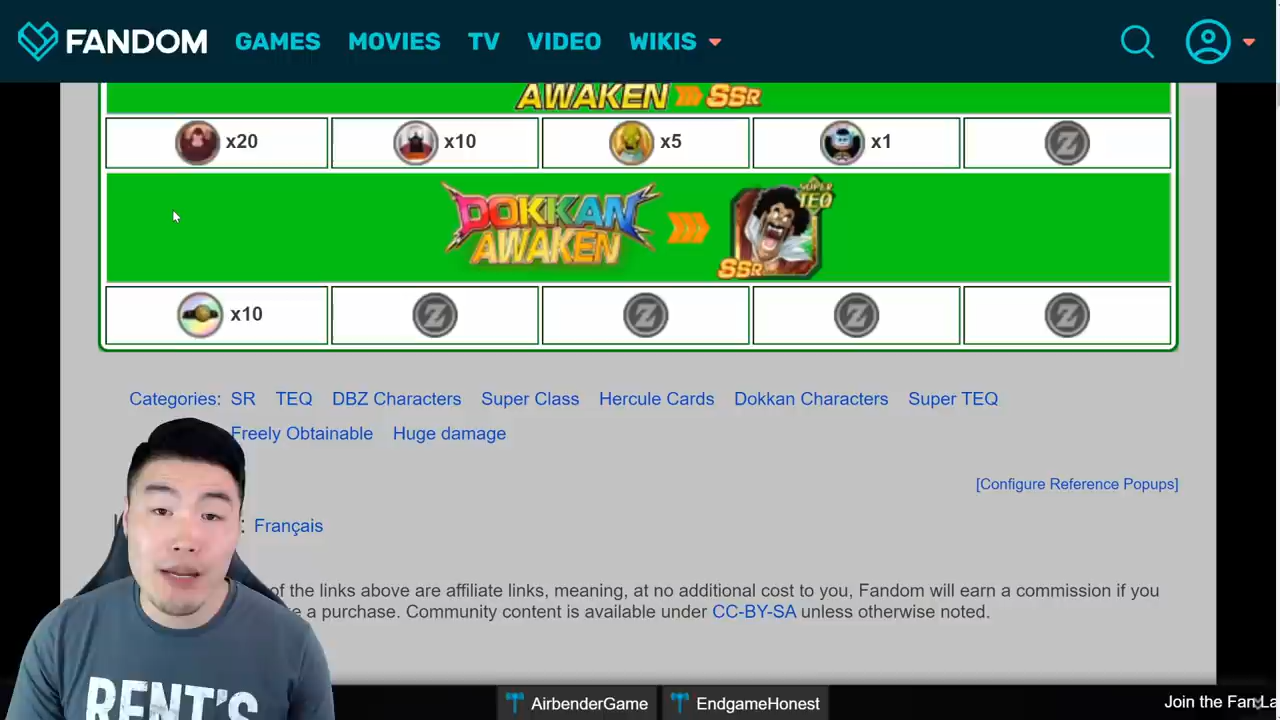 FANDOM GAMES MOVIES TV VIDEO WIKIS
AWAKEN SSR
x20 x10 x5 x1 Z
DOKKAN
AWAKEN
SUPER
TEQ
SSR
x10 Z Z Z Z
Categories: SR TEQ DBZ Characters Super Class Hercule Cards Dokkan Characters Super TEQ
Freely Obtainable Huge damage
[Configure Reference Popups]
: Français
of the links above are affiliate links, meaning, at no additional cost to you, Fandom will earn a commission if you
e a purchase. Community content is available under CC-BY-SA unless otherwise noted.
RENT'S
AirbenderGame EndgameHonest Join the Fan La